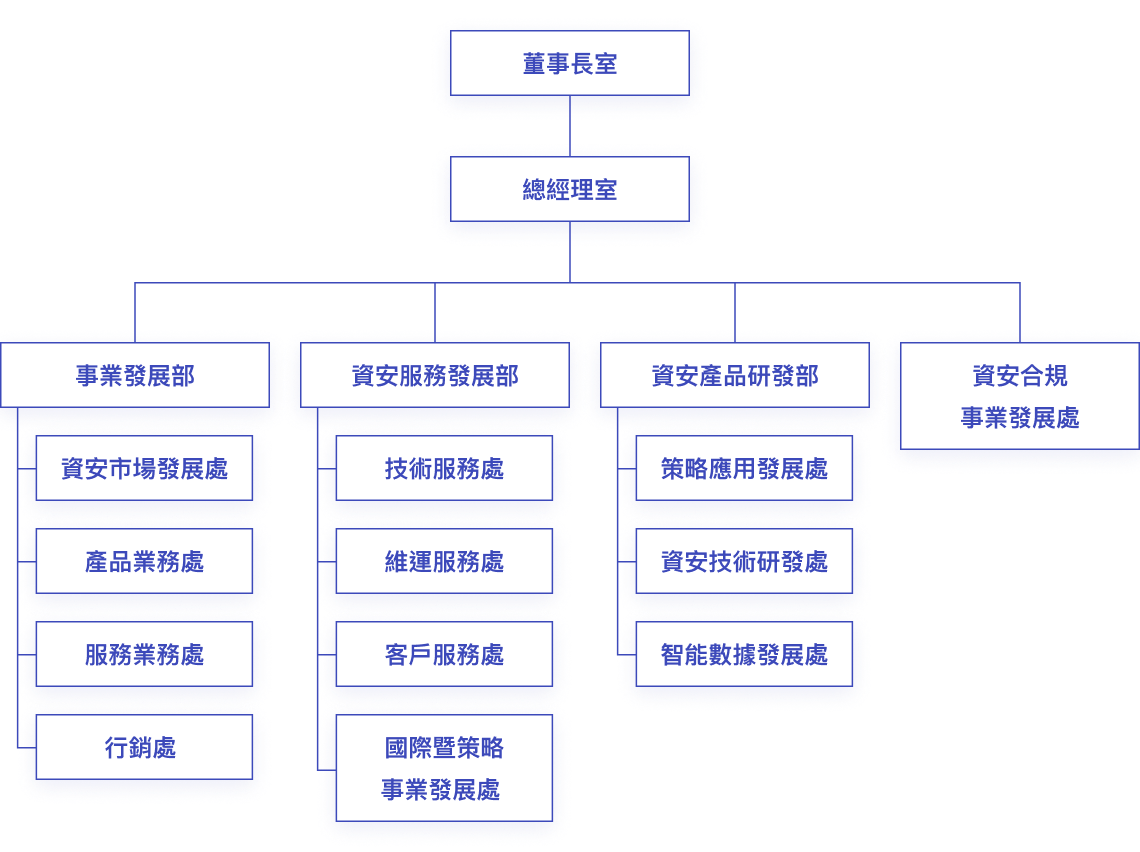 董事長室
總經理室
事業發展部
資安市場發展處
產品業務處
服務業務處
行銷處
資安服務發展部
技術服務處
維運服務處
客戶服務處
國際暨策略
事業發展處
資安產品研發部
策略應用發展處
資安技術研發處
智能數據發展處
資安合規
事業發展處